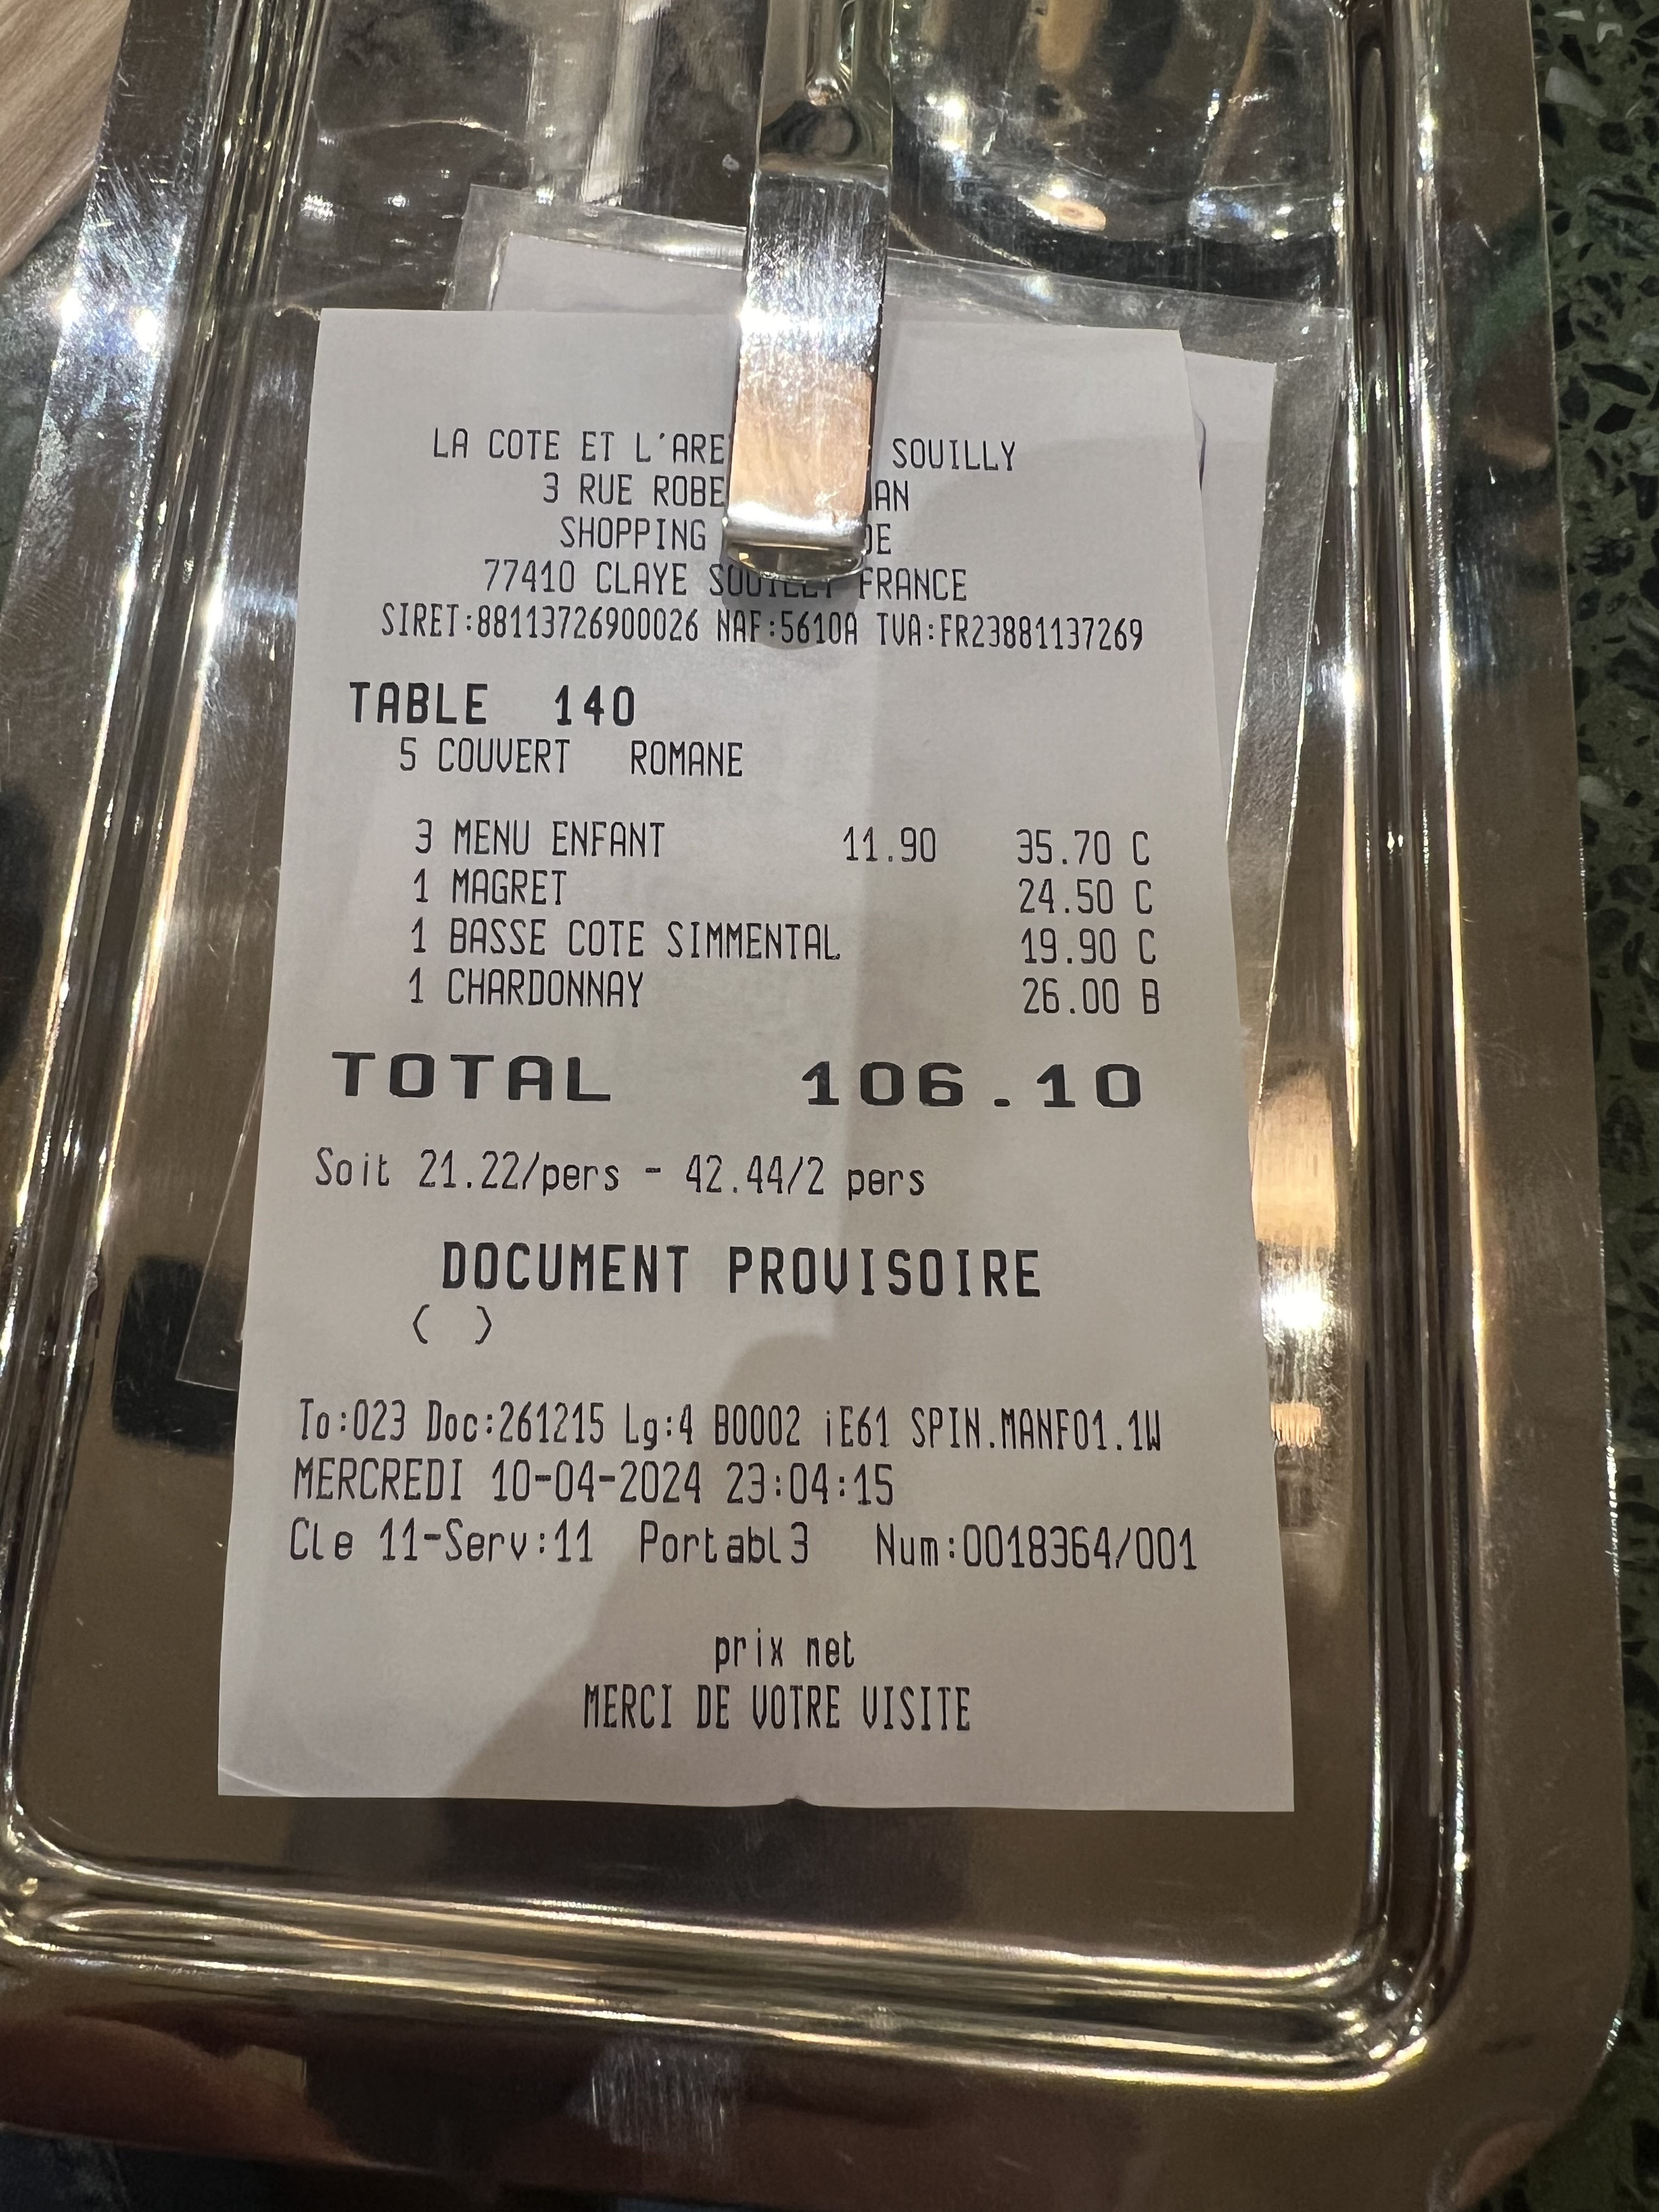 LA COTE ET L'ARE SOUILLY
3 RUE
SHOPPING
77410 CLAYE SOUILLY FRANCE
SIRET:88113726900026 NAF:5610A TVA:FR23881137269
TABLE 140
5 COUVERT ROMANE
3 MENU ENFANT 11.90 35.70 C
1 MAGRET 24.50 C
1 BASSE COTE SIMMENTAL 19.90 C
1 CHARDONNAY 26.00 B
TOTAL 106.10
Soit 21.22/pers - 42.44/2 pers
DOCUMENT PROVISOIRE
( )
To:023 Doc:261215 Lg:4 B0002 iE61 SPIN.MANF01.1W
MERCREDI 10-04-2024 23:04:15
Cle 11-Serv:11 Portabl3 Num:0018364/001
prix net
MERCI DE VOTRE VISITE